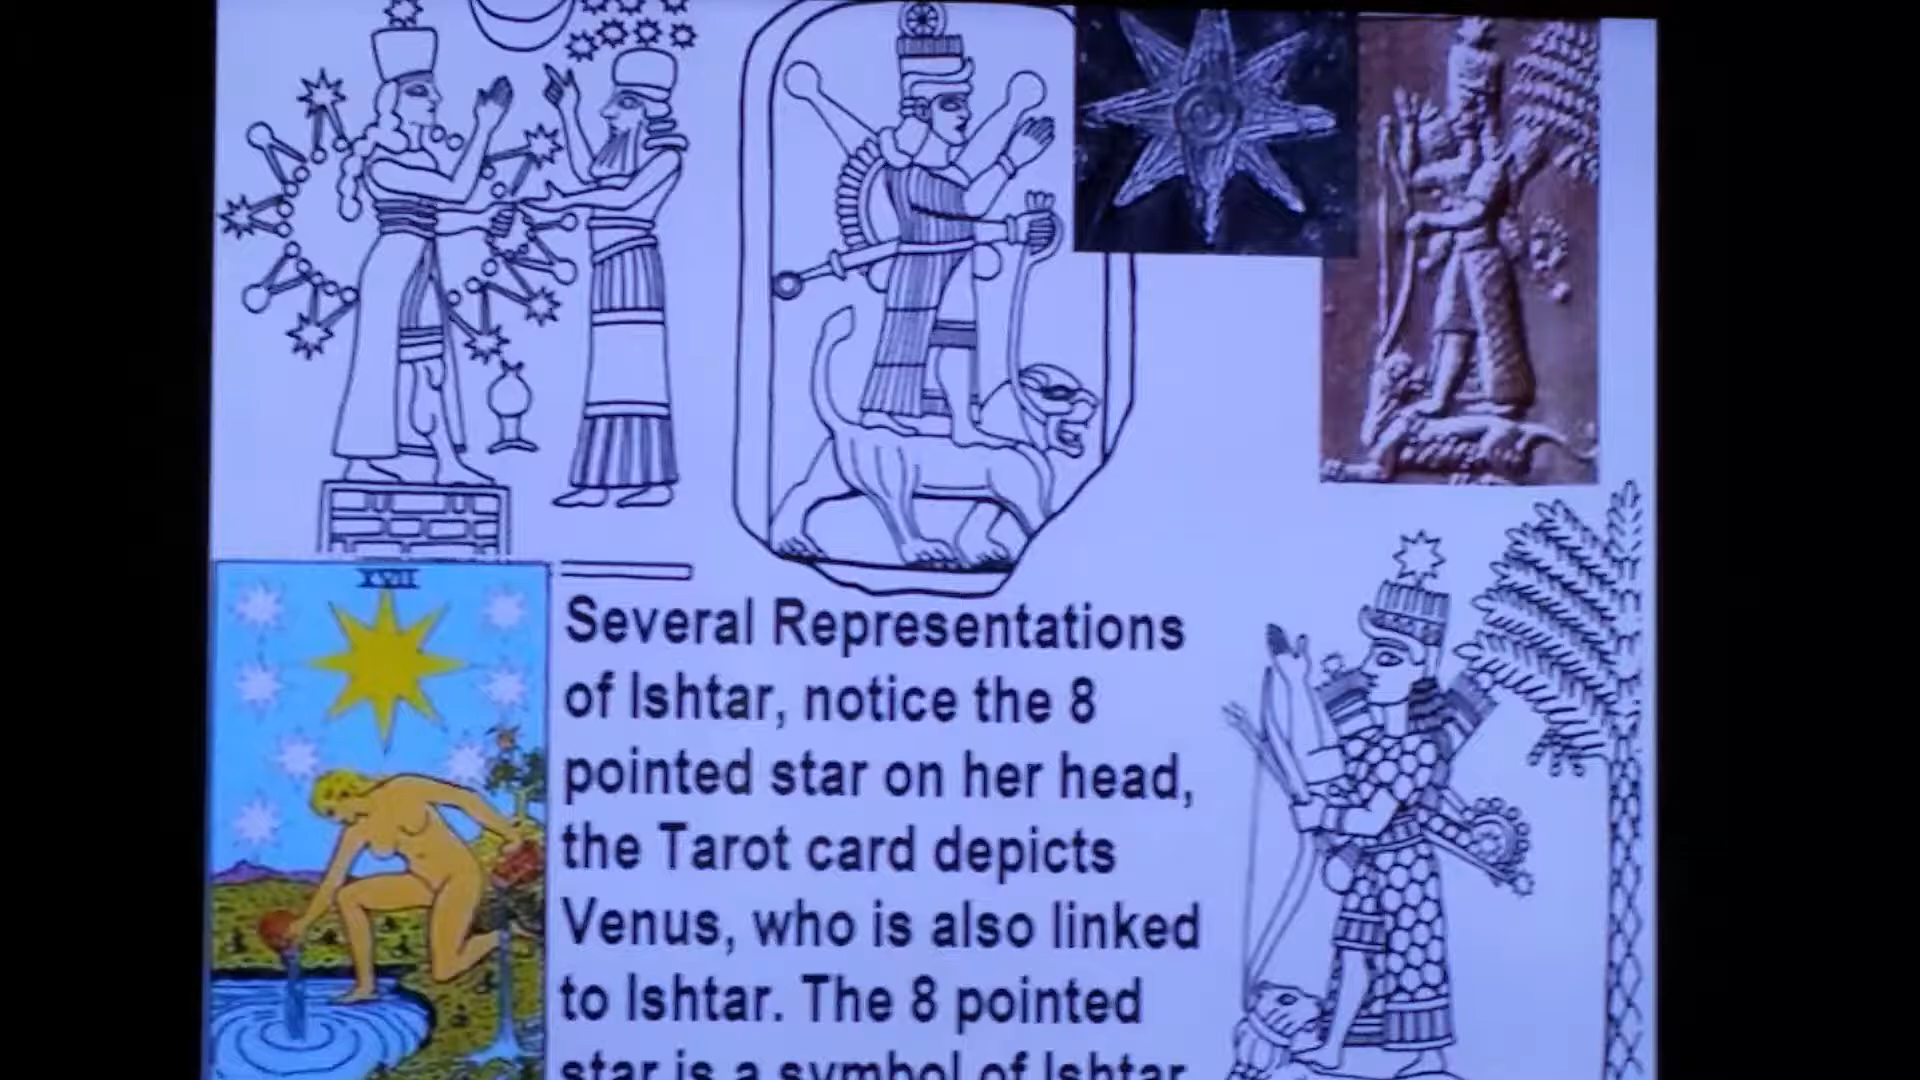 XVII
Several Representations
of Ishtar, notice the 8
pointed star on her head,
the Tarot card depicts
Venus, who is also linked
to Ishtar. The 8 pointed
star is a symbol of Ishtar